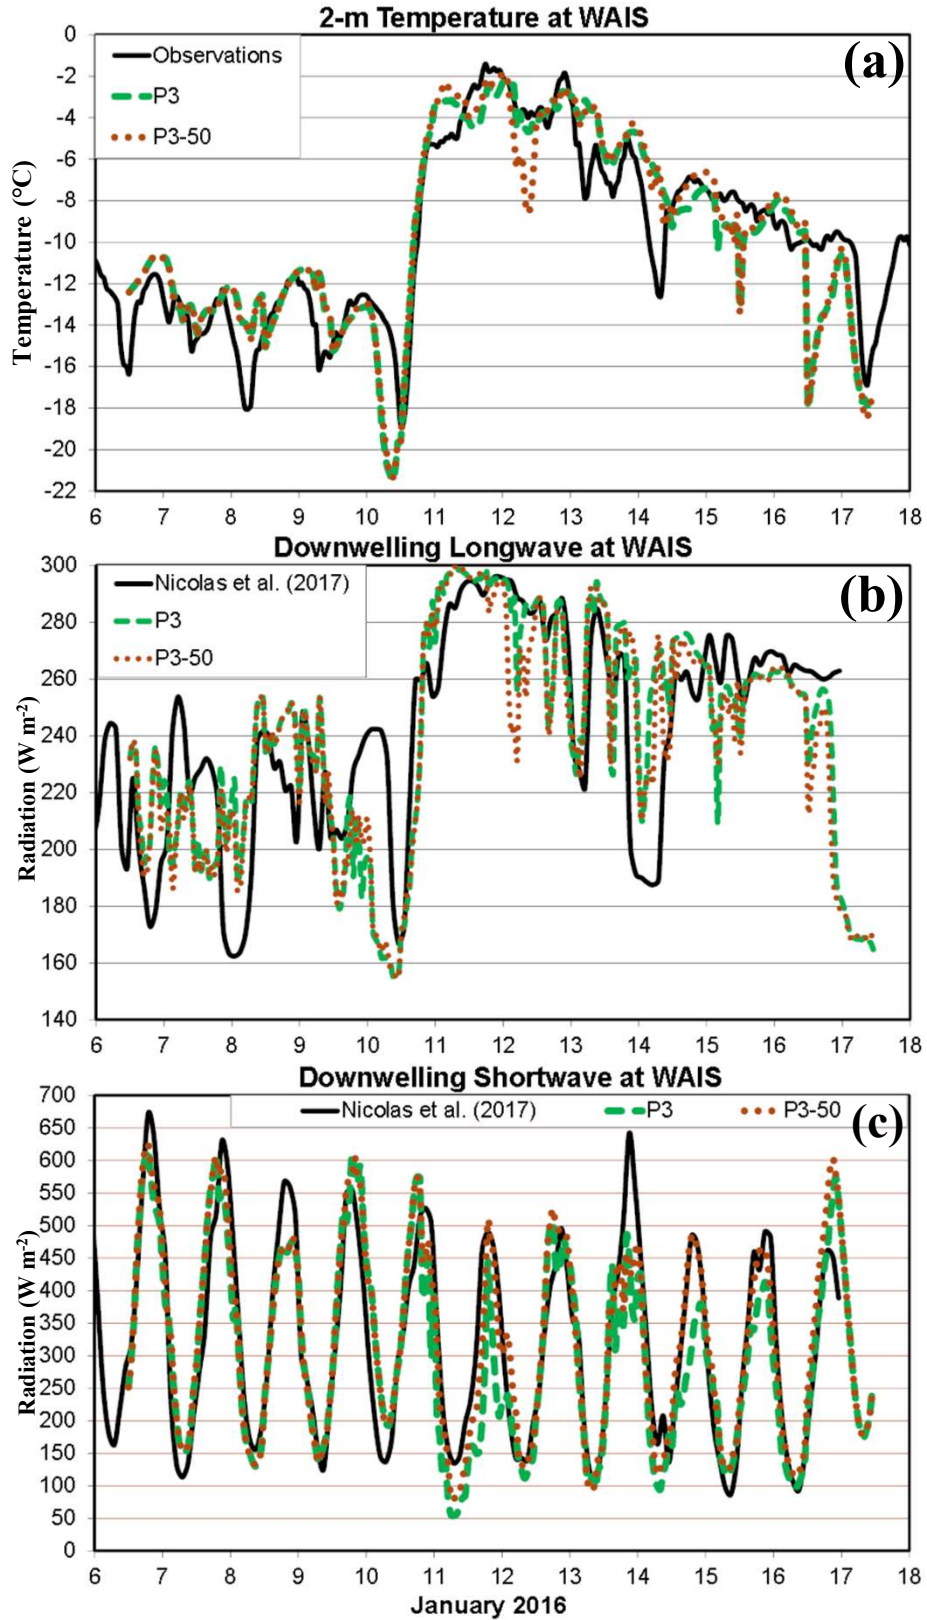 2-m Temperature at WAIS
(a)
Observations
P3
P3-50
Temperature (°C)
0
-2
-4
-6
-8
-10
-12
-14
-16
-18
-20
-22
6 7 8 9 10 11 12 13 14 15 16 17 18
Downwelling Longwave at WAIS
(b)
Nicolas et al. (2017)
P3
P3-50
Radiation (W m-2)
300
280
260
240
220
200
180
160
140
6 7 8 9 10 11 12 13 14 15 16 17 18
Downwelling Shortwave at WAIS
Nicolas et al. (2017) P3 P3-50
(c)
Radiation (W m-2)
700
650
600
550
500
450
400
350
300
250
200
150
100
50
0
6 7 8 9 10 11 12 13 14 15 16 17 18
January 2016